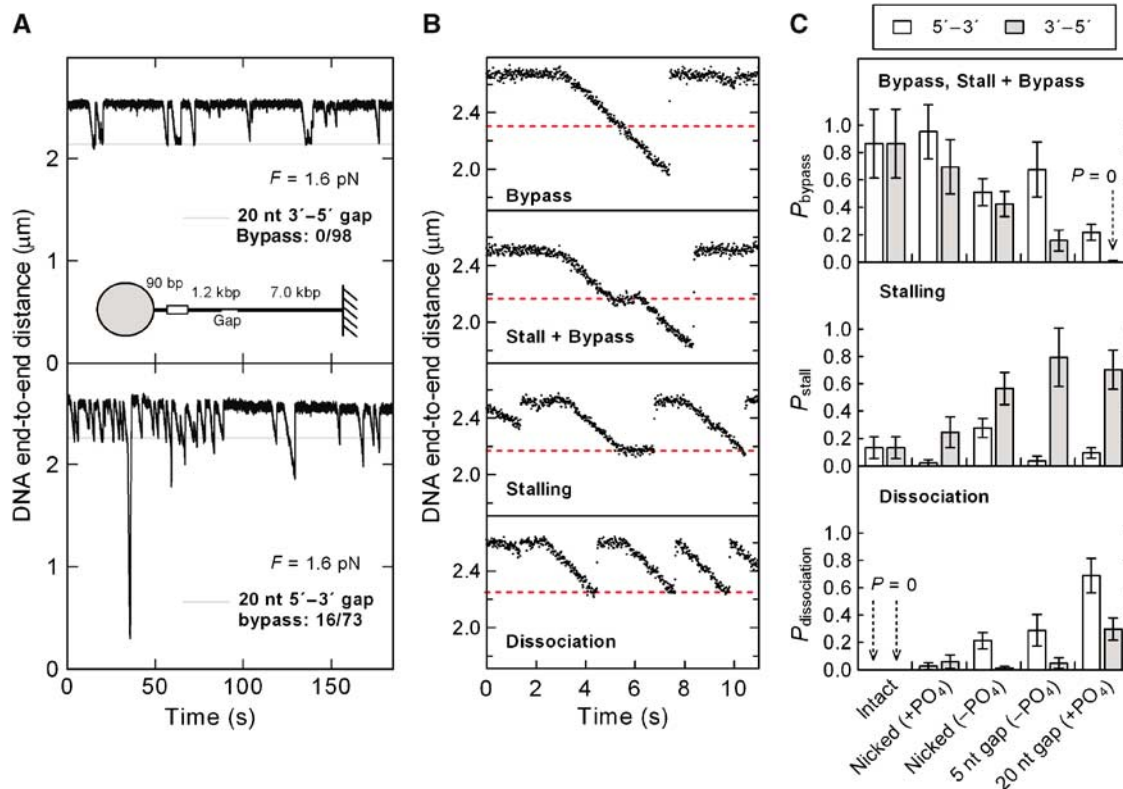 A
DNA end-to-end distance (µm)
2
1
0
F = 1.6 pN
20 nt 3´–5´ gap
Bypass: 0/98
90 bp
1.2 kbp
7.0 kbp
Gap
2
1
0
F = 1.6 pN
20 nt 5´–3´ gap
bypass: 16/73
0 50 100 150
Time (s)
B
DNA end-to-end distance (µm)
2.4
2.0
Bypass
2.4
2.0
Stall + Bypass
2.4
2.0
Stalling
2.4
2.0
Dissociation
0 2 4 6 8 10
Time (s)
C
5´–3´ 3´–5´
Bypass, Stall + Bypass
Pbypass
1.0
0.8
0.6
0.4
0.2
0.0
P = 0
Stalling
Pstall
1.0
0.8
0.6
0.4
0.2
0.0
Dissociation
Pdissociation
1.0
0.8
0.6
0.4
0.2
0.0
P = 0
Intact
Nicked (+PO4)
Nicked (–PO4)
5 nt gap (–PO4)
20 nt gap (+PO4)